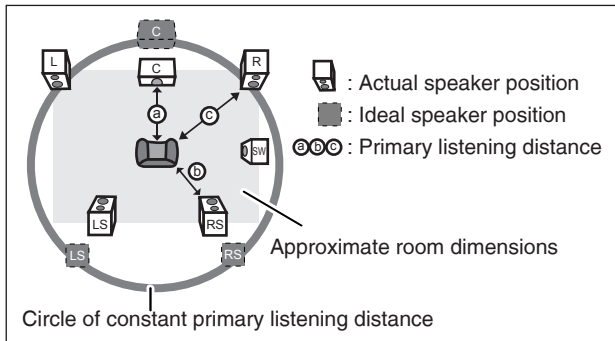 C
L
C
R
: Actual speaker position
: Ideal speaker position
a c
abc : Primary listening distance
SW
b
LS
RS
LS
RS
Approximate room dimensions
Circle of constant primary listening distance